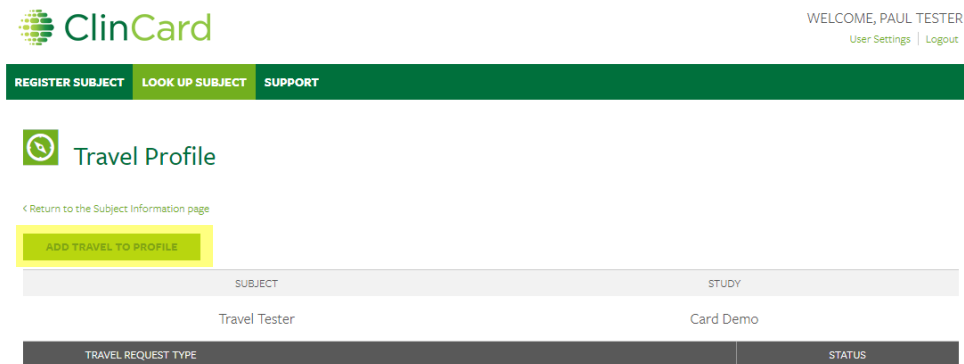 ClinCard
WELCOME, PAUL TESTER
User Settings | Logout
REGISTER SUBJECT LOOK UP SUBJECT SUPPORT
Travel Profile
< Return to the Subject Information page
ADD TRAVEL TO PROFILE
SUBJECT STUDY
Travel Tester Card Demo
TRAVEL REQUEST TYPE STATUS